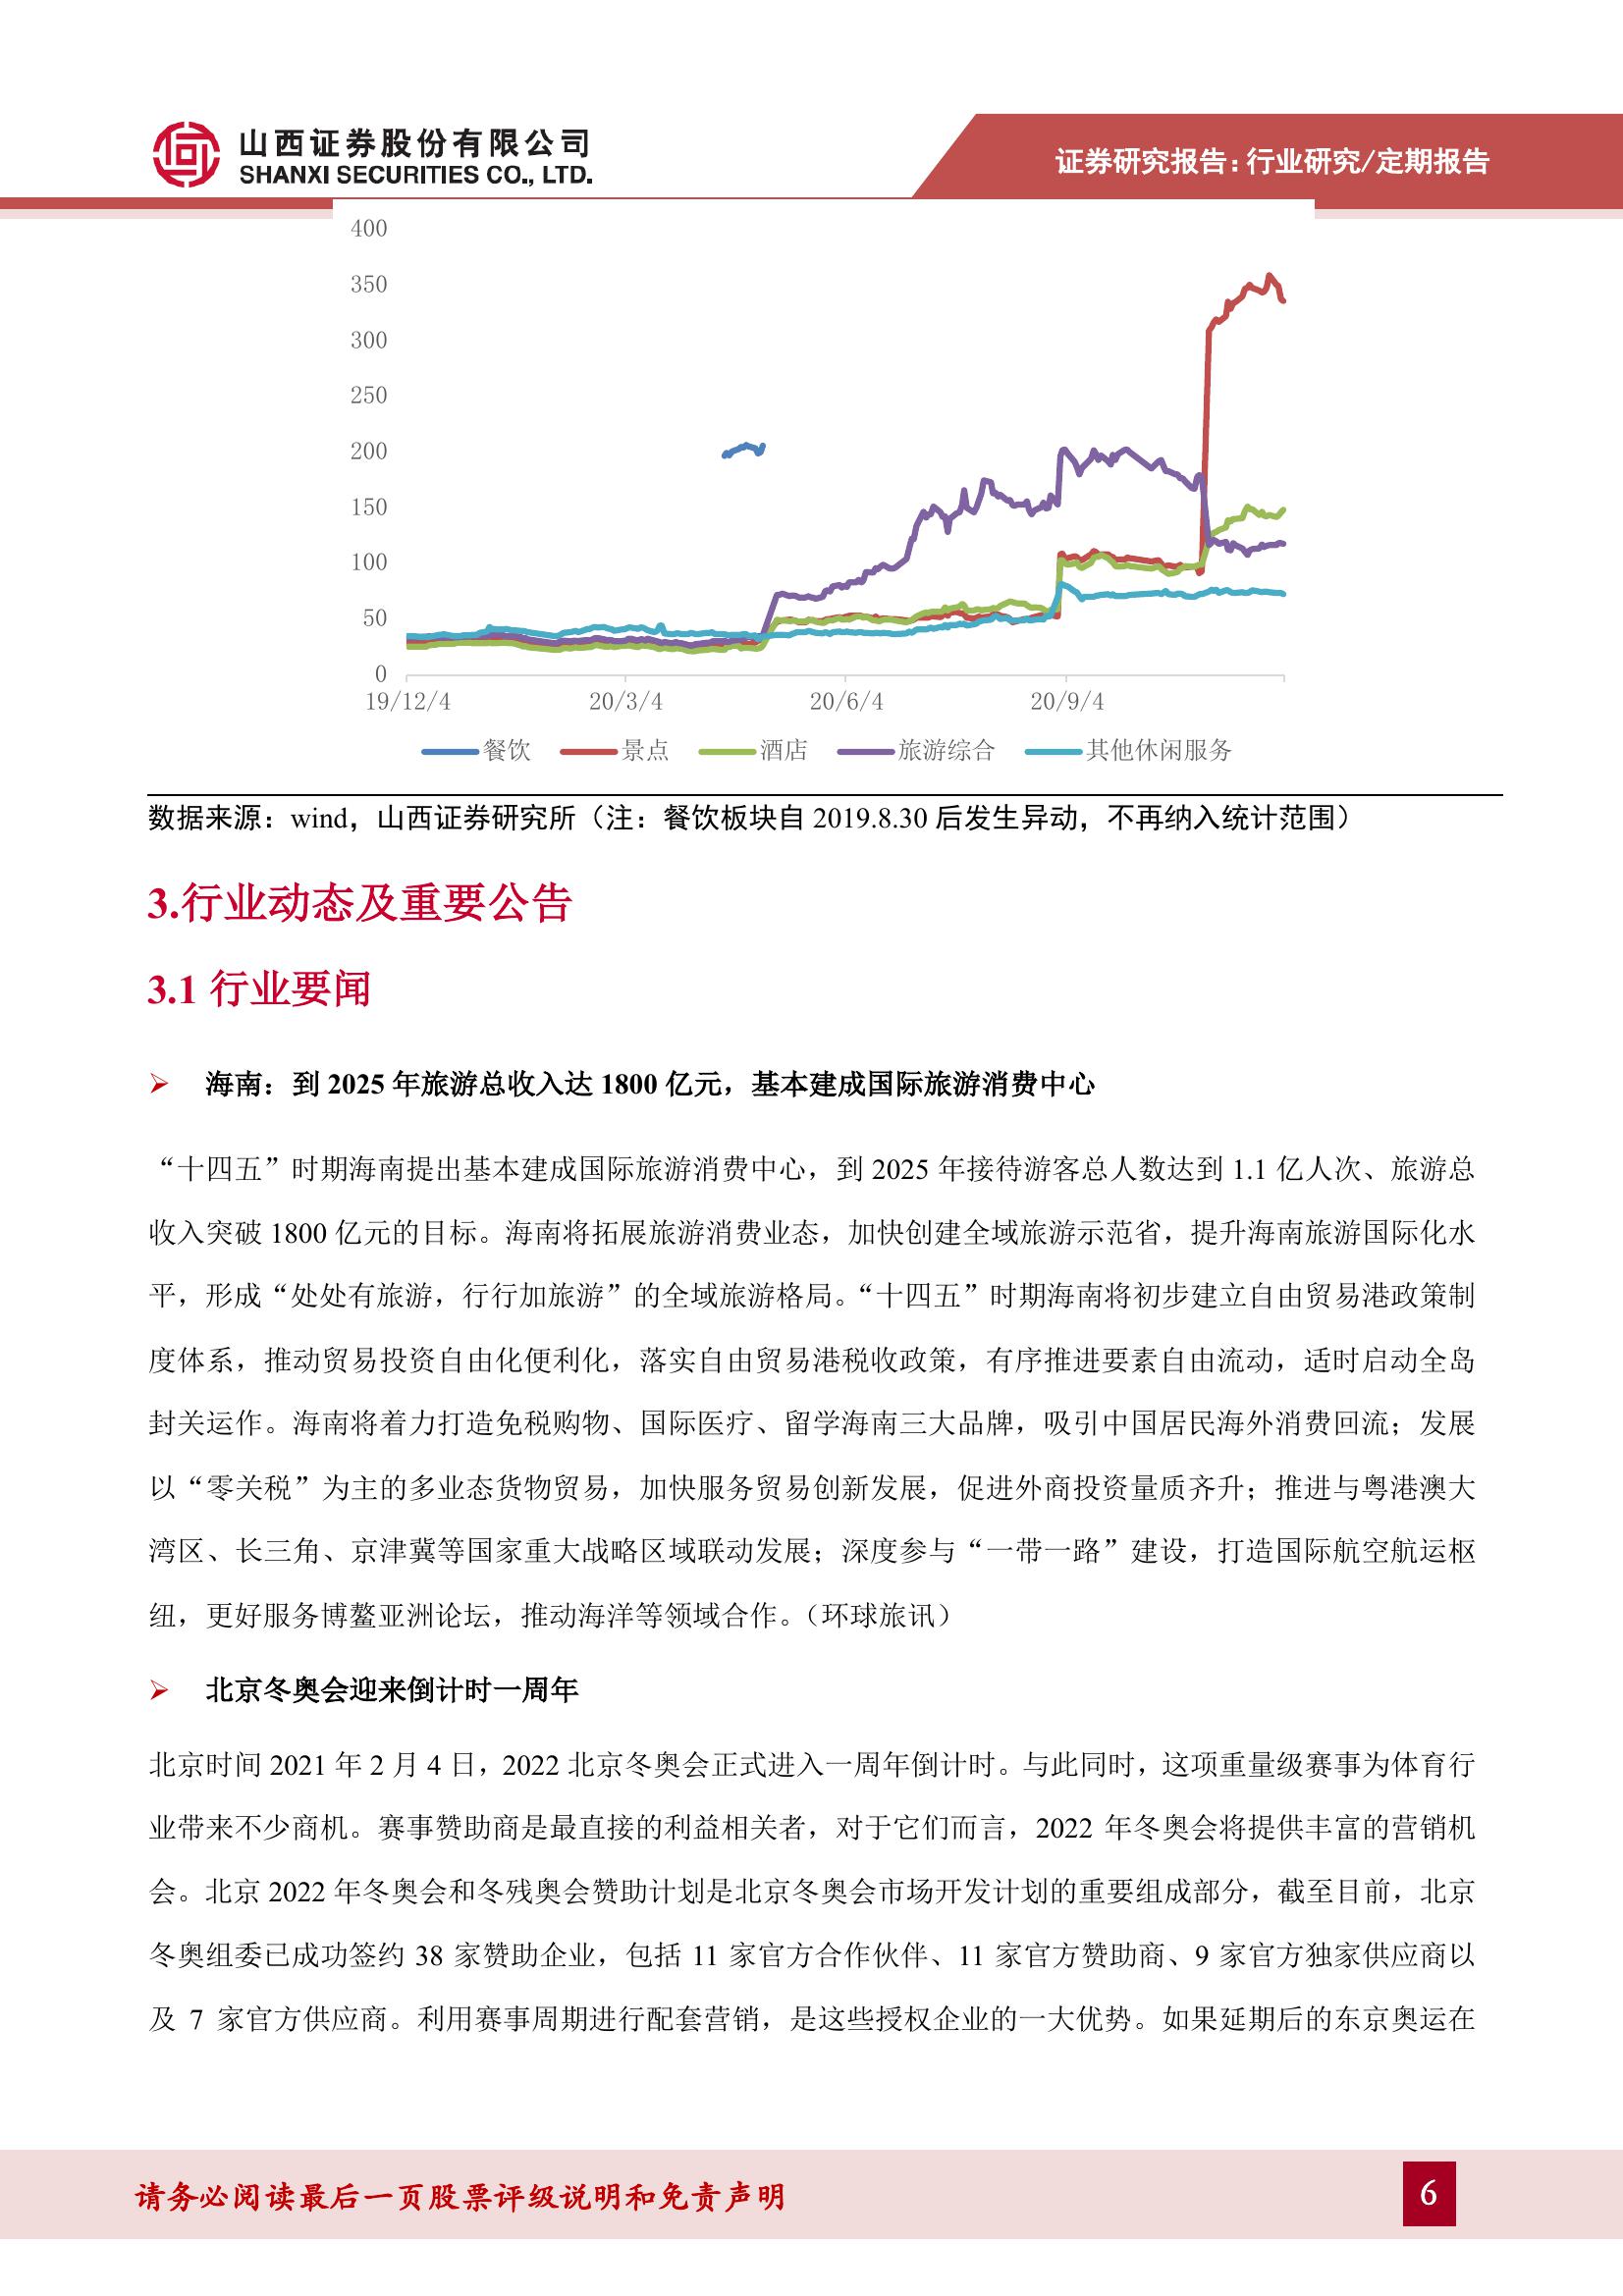 山西证券股份有限公司
SHANXI SECURITIES CO., LTD.
证券研究报告：行业研究/定期报告
400
350
300
250
200
150
100
50
0
19/12/4 20/3/4 20/6/4 20/9/4
餐饮 景点 酒店 旅游综合 其他休闲服务
数据来源：wind，山西证券研究所（注：餐饮板块自 2019.8.30 后发生异动，不再纳入统计范围）
3.行业动态及重要公告
3.1 行业要闻
➢ 海南：到 2025 年旅游总收入达 1800 亿元，基本建成国际旅游消费中心
“十四五”时期海南提出基本建成国际旅游消费中心，到 2025 年接待游客总人数达到 1.1 亿人次、旅游总
收入突破 1800 亿元的目标。海南将拓展旅游消费业态，加快创建全域旅游示范省，提升海南旅游国际化水
平，形成“处处有旅游，行行加旅游”的全域旅游格局。“十四五”时期海南将初步建立自由贸易港政策制
度体系，推动贸易投资自由化便利化，落实自由贸易港税收政策，有序推进要素自由流动，适时启动全岛
封关运作。海南将着力打造免税购物、国际医疗、留学海南三大品牌，吸引中国居民海外消费回流；发展
以“零关税”为主的多业态货物贸易，加快服务贸易创新发展，促进外商投资量质齐升；推进与粤港澳大
湾区、长三角、京津冀等国家重大战略区域联动发展；深度参与“一带一路”建设，打造国际航空航运枢
纽，更好服务博鳌亚洲论坛，推动海洋等领域合作。（环球旅讯）
➢ 北京冬奥会迎来倒计时一周年
北京时间 2021 年 2 月 4 日，2022 北京冬奥会正式进入一周年倒计时。与此同时，这项重量级赛事为体育行
业带来不少商机。赛事赞助商是最直接的利益相关者，对于它们而言，2022 年冬奥会将提供丰富的营销机
会。北京 2022 年冬奥会和冬残奥会赞助计划是北京冬奥会市场开发计划的重要组成部分，截至目前，北京
冬奥组委已成功签约 38 家赞助企业，包括 11 家官方合作伙伴、11 家官方赞助商、9 家官方独家供应商以
及 7 家官方供应商。利用赛事周期进行配套营销，是这些授权企业的一大优势。如果延期后的东京奥运在
请务必阅读最后一页股票评级说明和免责声明
6